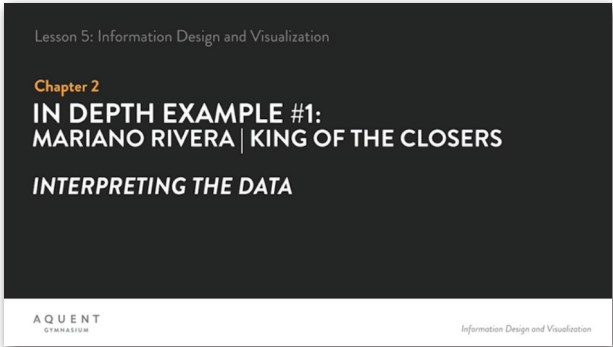 Lesson 5: Information Design and Visualization
Chapter 2
IN DEPTH EXAMPLE #1:
MARIANO RIVERA | KING OF THE CLOSERS
INTERPRETING THE DATA
AQUENT
GYMNASIUM
Information Design and Visualization